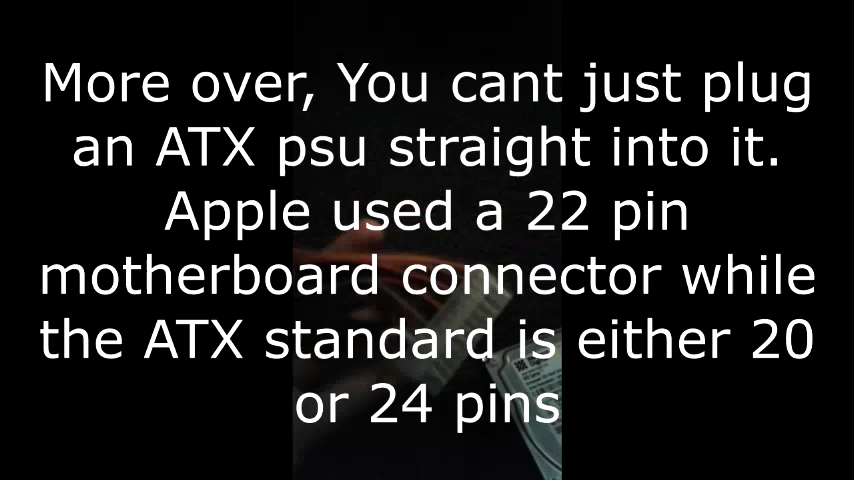 More over, You cant just plug
an ATX psu straight into it.
Apple used a 22 pin
motherboard connector while
the ATX standard is either 20
or 24 pins